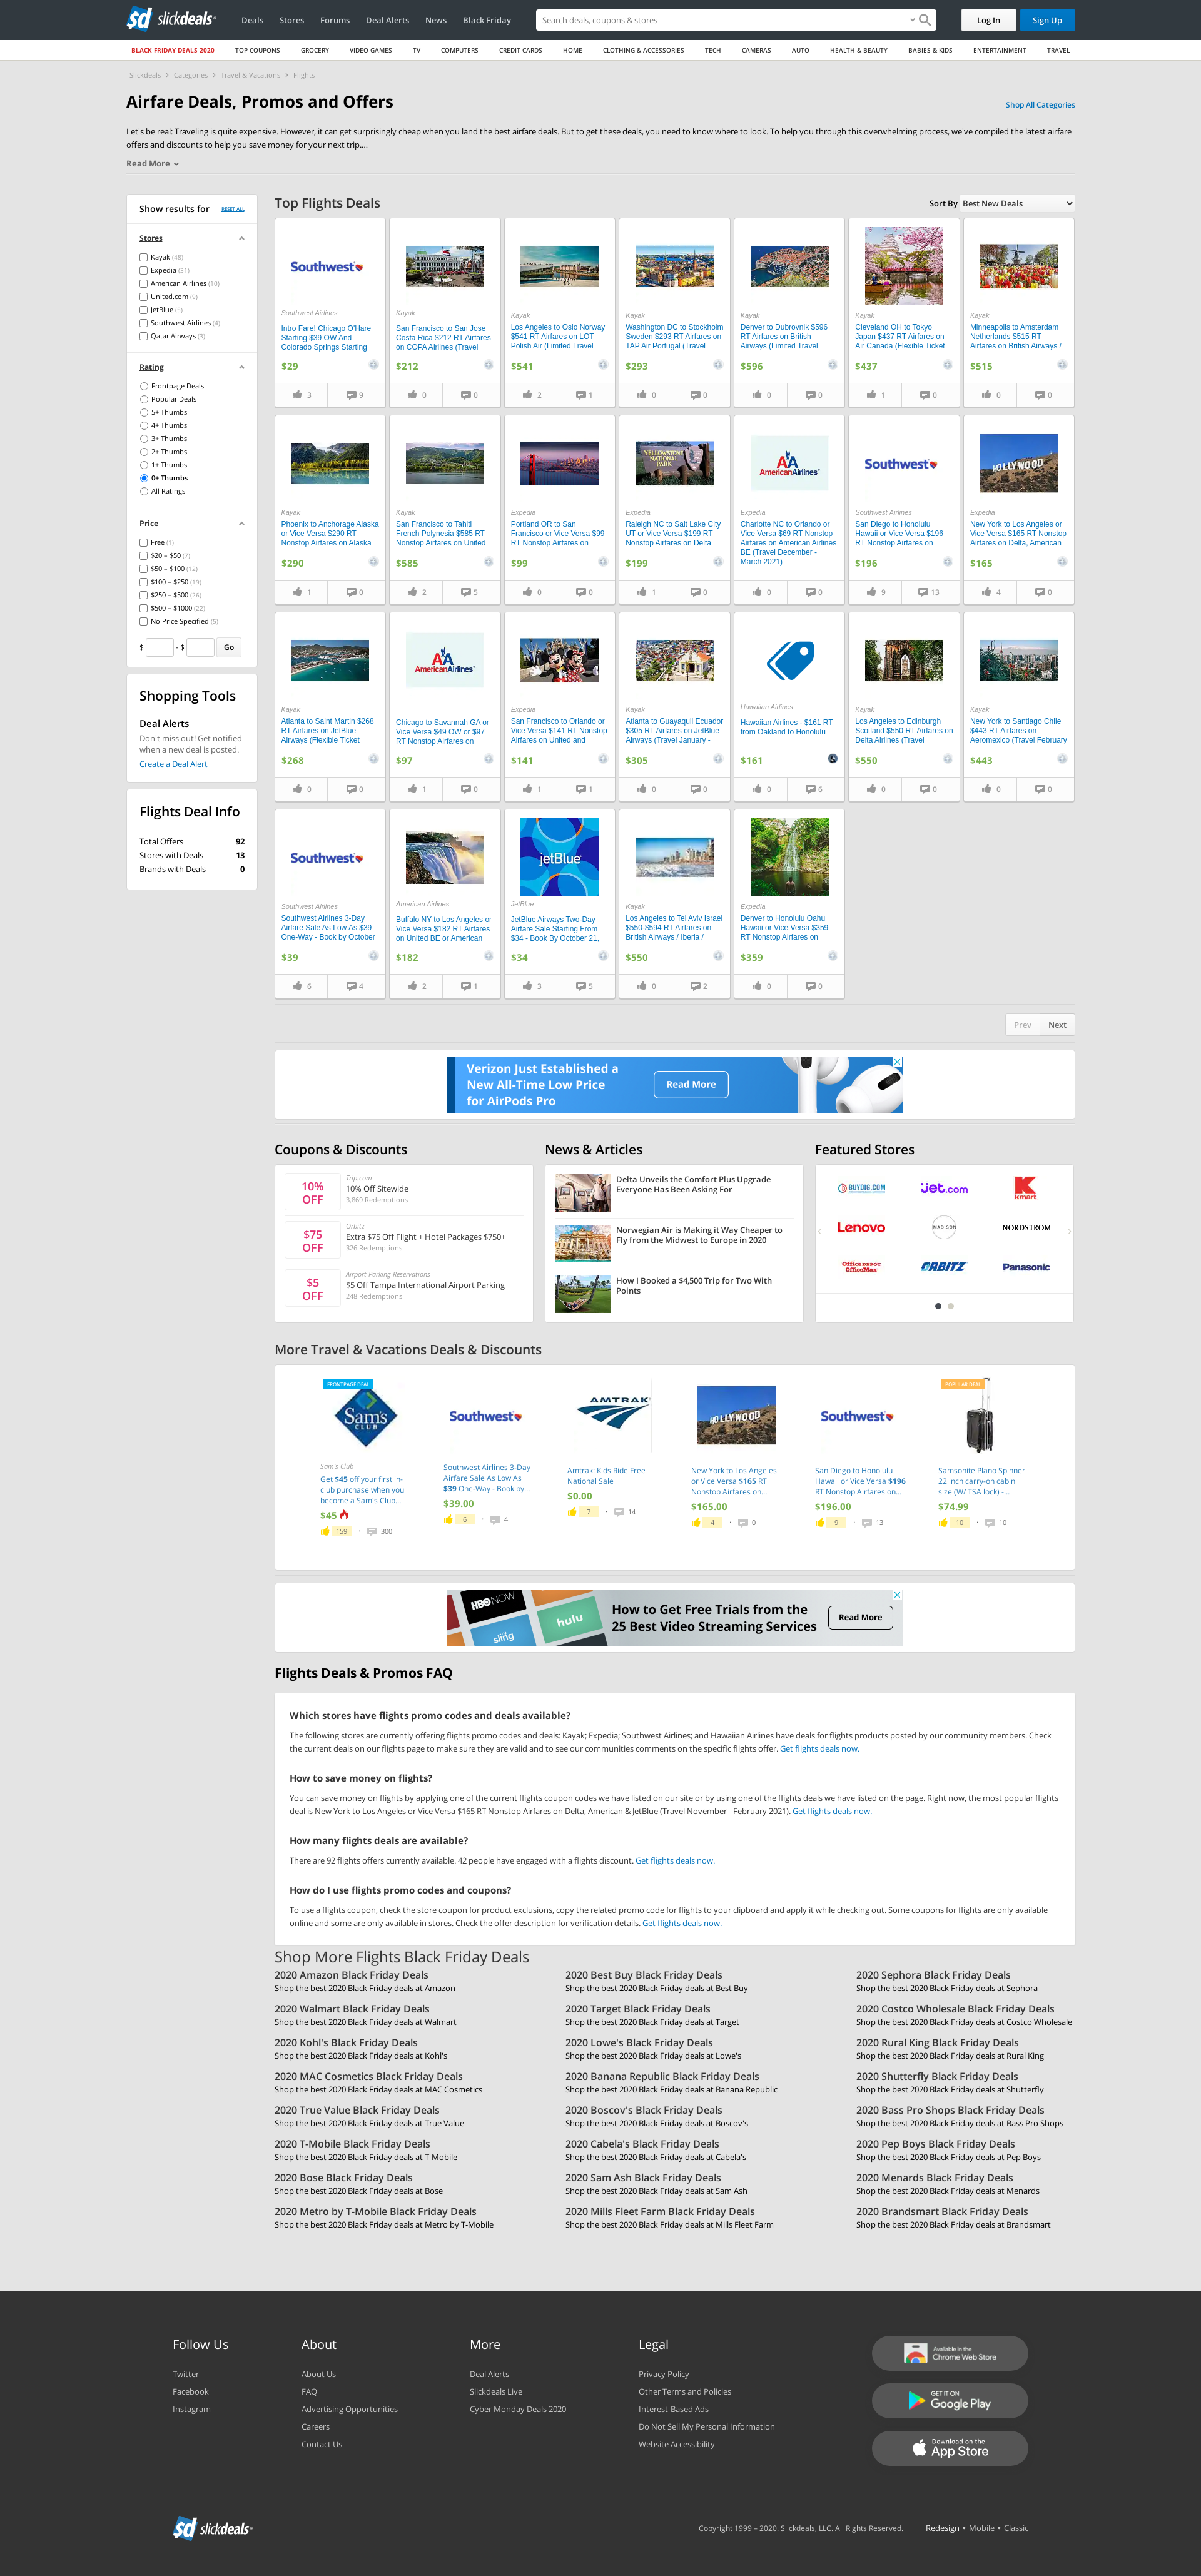 sd slickdeals
Deals Stores Forums Deal Alerts News Black Friday
Search deals, coupons & stores
Log In
Sign Up
BLACK FRIDAY DEALS 2020 TOP COUPONS GROCERY VIDEO GAMES TV COMPUTERS CREDIT CARDS HOME CLOTHING & ACCESSORIES TECH CAMERAS AUTO HEALTH & BEAUTY BABIES & KIDS ENTERTAINMENT TRAVEL
Slickdeals › Categories › Travel & Vacations › Flights
Airfare Deals, Promos and Offers
Shop All Categories
Let's be real: Traveling is quite expensive. However, it can get surprisingly cheap when you land the best airfare deals. But to get these deals, you need to know where to look. To help you through this overwhelming process, we've compiled the latest airfare
offers and discounts to help you save money for your next trip....
Read More
Show results for
RESET ALL
Stores
Kayak (48)
Expedia (31)
American Airlines (10)
United.com (9)
JetBlue (5)
Southwest Airlines (4)
Qatar Airways (3)
Rating
Frontpage Deals
Popular Deals
5+ Thumbs
4+ Thumbs
3+ Thumbs
2+ Thumbs
1+ Thumbs
0+ Thumbs
All Ratings
Price
Free (1)
$20 – $50 (7)
$50 – $100 (12)
$100 – $250 (19)
$250 – $500 (26)
$500 – $1000 (22)
No Price Specified (5)
$ - $ Go
Shopping Tools
Deal Alerts
Don't miss out! Get notified
when a new deal is posted.
Create a Deal Alert
Flights Deal Info
Total Offers 92
Stores with Deals 13
Brands with Deals 0
Top Flights Deals
Sort By Best New Deals
Southwest
Southwest Airlines
Intro Fare! Chicago O'Hare
Starting $39 OW And
Colorado Springs Starting
$29
3 9
Kayak
San Francisco to San Jose
Costa Rica $212 RT Airfares
on COPA Airlines (Travel
$212
0 0
Kayak
Los Angeles to Oslo Norway
$541 RT Airfares on LOT
Polish Air (Limited Travel
$541
2 1
Kayak
Washington DC to Stockholm
Sweden $293 RT Airfares on
TAP Air Portugal (Travel
$293
0 0
Kayak
Denver to Dubrovnik $596
RT Airfares on British
Airways (Limited Travel
$596
0 0
Kayak
Cleveland OH to Tokyo
Japan $437 RT Airfares on
Air Canada (Flexible Ticket
$437
1 0
Kayak
Minneapolis to Amsterdam
Netherlands $515 RT
Airfares on British Airways /
$515
0 0
Kayak
Phoenix to Anchorage Alaska
or Vice Versa $290 RT
Nonstop Airfares on Alaska
$290
1 0
Kayak
San Francisco to Tahiti
French Polynesia $585 RT
Nonstop Airfares on United
$585
2 5
Expedia
Portland OR to San
Francisco or Vice Versa $99
RT Nonstop Airfares on
$99
0 0
YELLOWSTONE
NATIONAL
PARK
Expedia
Raleigh NC to Salt Lake City
UT or Vice Versa $199 RT
Nonstop Airfares on Delta
$199
1 0
AA
AmericanAirlines
Expedia
Charlotte NC to Orlando or
Vice Versa $69 RT Nonstop
Airfares on American Airlines
BE (Travel December -
March 2021)
0 0
Southwest
Southwest Airlines
San Diego to Honolulu
Hawaii or Vice Versa $196
RT Nonstop Airfares on
$196
9 13
HOLLYWOOD
Expedia
New York to Los Angeles or
Vice Versa $165 RT Nonstop
Airfares on Delta, American
$165
4 0
Kayak
Atlanta to Saint Martin $268
RT Airfares on JetBlue
Airways (Flexible Ticket
$268
0 0
AA
AmericanAirlines
Chicago to Savannah GA or
Vice Versa $49 OW or $97
RT Nonstop Airfares on
$97
1 0
Expedia
San Francisco to Orlando or
Vice Versa $141 RT Nonstop
Airfares on United and
$141
1 1
Kayak
Atlanta to Guayaquil Ecuador
$305 RT Airfares on JetBlue
Airways (Travel January -
$305
0 0
Hawaiian Airlines
Hawaiian Airlines - $161 RT
from Oakland to Honolulu
$161
0 6
Kayak
Los Angeles to Edinburgh
Scotland $550 RT Airfares on
Delta Airlines (Travel
$550
0 0
Kayak
New York to Santiago Chile
$443 RT Airfares on
Aeromexico (Travel February
$443
0 0
Southwest
Southwest Airlines
Southwest Airlines 3-Day
Airfare Sale As Low As $39
One-Way - Book by October
$39
6 4
American Airlines
Buffalo NY to Los Angeles or
Vice Versa $182 RT Airfares
on United BE or American
$182
2 1
jetBlue
JetBlue
JetBlue Airways Two-Day
Airfare Sale Starting From
$34 - Book By October 21,
$34
3 5
Kayak
Los Angeles to Tel Aviv Israel
$550-$594 RT Airfares on
British Airways / Iberia /
$550
0 2
Expedia
Denver to Honolulu Oahu
Hawaii or Vice Versa $359
RT Nonstop Airfares on
$359
0 0
Prev Next
Verizon Just Established a
New All-Time Low Price
for AirPods Pro
Read More
Coupons & Discounts
10%
OFF
Trip.com
10% Off Sitewide
3,869 Redemptions
$75
OFF
Orbitz
Extra $75 Off Flight + Hotel Packages $750+
326 Redemptions
$5
OFF
Airport Parking Reservations
$5 Off Tampa International Airport Parking
248 Redemptions
News & Articles
Delta Unveils the Comfort Plus Upgrade
Everyone Has Been Asking For
Norwegian Air is Making it Way Cheaper to
Fly from the Midwest to Europe in 2020
How I Booked a $4,500 Trip for Two With
Points
Featured Stores
BUYDIG.COM jet.com Kmart
Lenovo MADISON NORDSTROM
Office DEPOT OfficeMax ORBITZ Panasonic
More Travel & Vacations Deals & Discounts
FRONTPAGE DEAL
Sam's CLUB
Sam's Club
Get $45 off your first in-
club purchase when you
become a Sam's Club...
$45
159 · 300
Southwest
Southwest Airlines 3-Day
Airfare Sale As Low As
$39 One-Way - Book by...
$39.00
6 · 4
AMTRAK
Amtrak: Kids Ride Free
National Sale
$0.00
7 · 14
HOLLYWOOD
New York to Los Angeles
or Vice Versa $165 RT
Nonstop Airfares on...
$165.00
4 · 0
Southwest
San Diego to Honolulu
Hawaii or Vice Versa $196
RT Nonstop Airfares on...
$196.00
9 · 13
POPULAR DEAL
Samsonite Plano Spinner
22 inch carry-on cabin
size (W/ TSA lock) -...
$74.99
10 · 10
HBO NOW
sling
hulu
How to Get Free Trials from the
25 Best Video Streaming Services
Read More
Flights Deals & Promos FAQ
Which stores have flights promo codes and deals available?
The following stores are currently offering flights promo codes and deals: Kayak; Expedia; Southwest Airlines; and Hawaiian Airlines have deals for flights products posted by our community members. Check
the current deals on our flights page to make sure they are valid and to see our communities comments on the specific flights offer. Get flights deals now.
How to save money on flights?
You can save money on flights by applying one of the current flights coupon codes we have listed on our site or by using one of the flights deals we have listed on the page. Right now, the most popular flights
deal is New York to Los Angeles or Vice Versa $165 RT Nonstop Airfares on Delta, American & JetBlue (Travel November - February 2021). Get flights deals now.
How many flights deals are available?
There are 92 flights offers currently available. 42 people have engaged with a flights discount. Get flights deals now.
How do I use flights promo codes and coupons?
To use a flights coupon, check the store coupon for product exclusions, copy the related promo code for flights to your clipboard and apply it while checking out. Some coupons for flights are only available
online and some are only available in stores. Check the offer description for verification details. Get flights deals now.
Shop More Flights Black Friday Deals
2020 Amazon Black Friday Deals
Shop the best 2020 Black Friday deals at Amazon
2020 Best Buy Black Friday Deals
Shop the best 2020 Black Friday deals at Best Buy
2020 Sephora Black Friday Deals
Shop the best 2020 Black Friday deals at Sephora
2020 Walmart Black Friday Deals
Shop the best 2020 Black Friday deals at Walmart
2020 Target Black Friday Deals
Shop the best 2020 Black Friday deals at Target
2020 Costco Wholesale Black Friday Deals
Shop the best 2020 Black Friday deals at Costco Wholesale
2020 Kohl's Black Friday Deals
Shop the best 2020 Black Friday deals at Kohl's
2020 Lowe's Black Friday Deals
Shop the best 2020 Black Friday deals at Lowe's
2020 Rural King Black Friday Deals
Shop the best 2020 Black Friday deals at Rural King
2020 MAC Cosmetics Black Friday Deals
Shop the best 2020 Black Friday deals at MAC Cosmetics
2020 Banana Republic Black Friday Deals
Shop the best 2020 Black Friday deals at Banana Republic
2020 Shutterfly Black Friday Deals
Shop the best 2020 Black Friday deals at Shutterfly
2020 True Value Black Friday Deals
Shop the best 2020 Black Friday deals at True Value
2020 Boscov's Black Friday Deals
Shop the best 2020 Black Friday deals at Boscov's
2020 Bass Pro Shops Black Friday Deals
Shop the best 2020 Black Friday deals at Bass Pro Shops
2020 T-Mobile Black Friday Deals
Shop the best 2020 Black Friday deals at T-Mobile
2020 Cabela's Black Friday Deals
Shop the best 2020 Black Friday deals at Cabela's
2020 Pep Boys Black Friday Deals
Shop the best 2020 Black Friday deals at Pep Boys
2020 Bose Black Friday Deals
Shop the best 2020 Black Friday deals at Bose
2020 Sam Ash Black Friday Deals
Shop the best 2020 Black Friday deals at Sam Ash
2020 Menards Black Friday Deals
Shop the best 2020 Black Friday deals at Menards
2020 Metro by T-Mobile Black Friday Deals
Shop the best 2020 Black Friday deals at Metro by T-Mobile
2020 Mills Fleet Farm Black Friday Deals
Shop the best 2020 Black Friday deals at Mills Fleet Farm
2020 Brandsmart Black Friday Deals
Shop the best 2020 Black Friday deals at Brandsmart
Follow Us
Twitter
Facebook
Instagram
About
About Us
FAQ
Advertising Opportunities
Careers
Contact Us
More
Deal Alerts
Slickdeals Live
Cyber Monday Deals 2020
Legal
Privacy Policy
Other Terms and Policies
Interest-Based Ads
Do Not Sell My Personal Information
Website Accessibility
Available in the
Chrome Web Store
GET IT ON
Google Play
Download on the
App Store
sd slickdeals
Copyright 1999 – 2020. Slickdeals, LLC. All Rights Reserved.
Redesign • Mobile • Classic